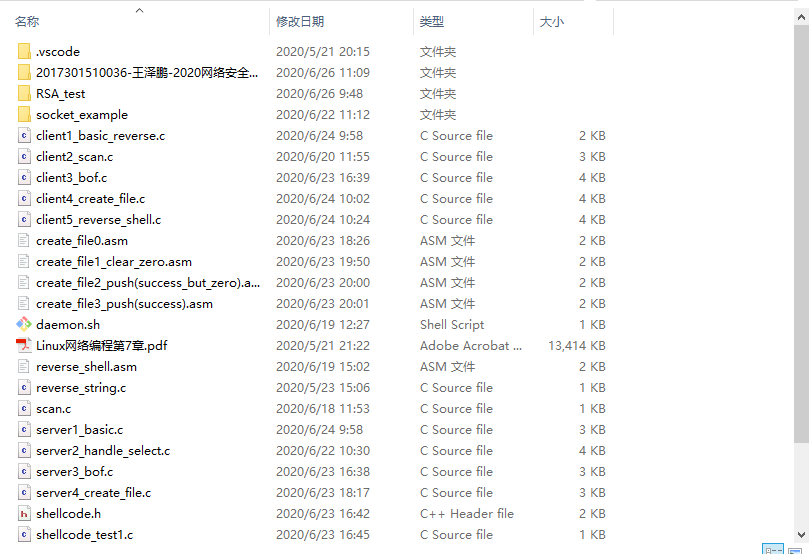 名称 修改日期 类型 大小
.vscode 2020/5/21 20:15 文件夹
2017301510036-王泽鹏-2020网络安全... 2020/6/26 11:09 文件夹
RSA_test 2020/6/26 9:48 文件夹
socket_example 2020/6/22 11:12 文件夹
client1_basic_reverse.c 2020/6/24 9:58 C Source file 2 KB
client2_scan.c 2020/6/20 11:55 C Source file 3 KB
client3_bof.c 2020/6/23 16:39 C Source file 4 KB
client4_create_file.c 2020/6/24 10:02 C Source file 4 KB
client5_reverse_shell.c 2020/6/24 10:24 C Source file 4 KB
create_file0.asm 2020/6/23 18:26 ASM 文件 2 KB
create_file1_clear_zero.asm 2020/6/23 19:50 ASM 文件 2 KB
create_file2_push(success_but_zero).a... 2020/6/23 20:00 ASM 文件 2 KB
create_file3_push(success).asm 2020/6/23 20:01 ASM 文件 2 KB
daemon.sh 2020/6/19 12:27 Shell Script 1 KB
Linux网络编程第7章.pdf 2020/5/21 21:22 Adobe Acrobat ... 13,414 KB
reverse_shell.asm 2020/6/19 15:02 ASM 文件 2 KB
reverse_string.c 2020/5/23 15:06 C Source file 1 KB
scan.c 2020/6/18 11:53 C Source file 1 KB
server1_basic.c 2020/6/24 9:58 C Source file 3 KB
server2_handle_select.c 2020/6/22 10:30 C Source file 4 KB
server3_bof.c 2020/6/23 16:38 C Source file 3 KB
server4_create_file.c 2020/6/23 18:17 C Source file 3 KB
shellcode.h 2020/6/23 16:42 C++ Header file 2 KB
shellcode_test1.c 2020/6/23 16:45 C Source file 1 KB